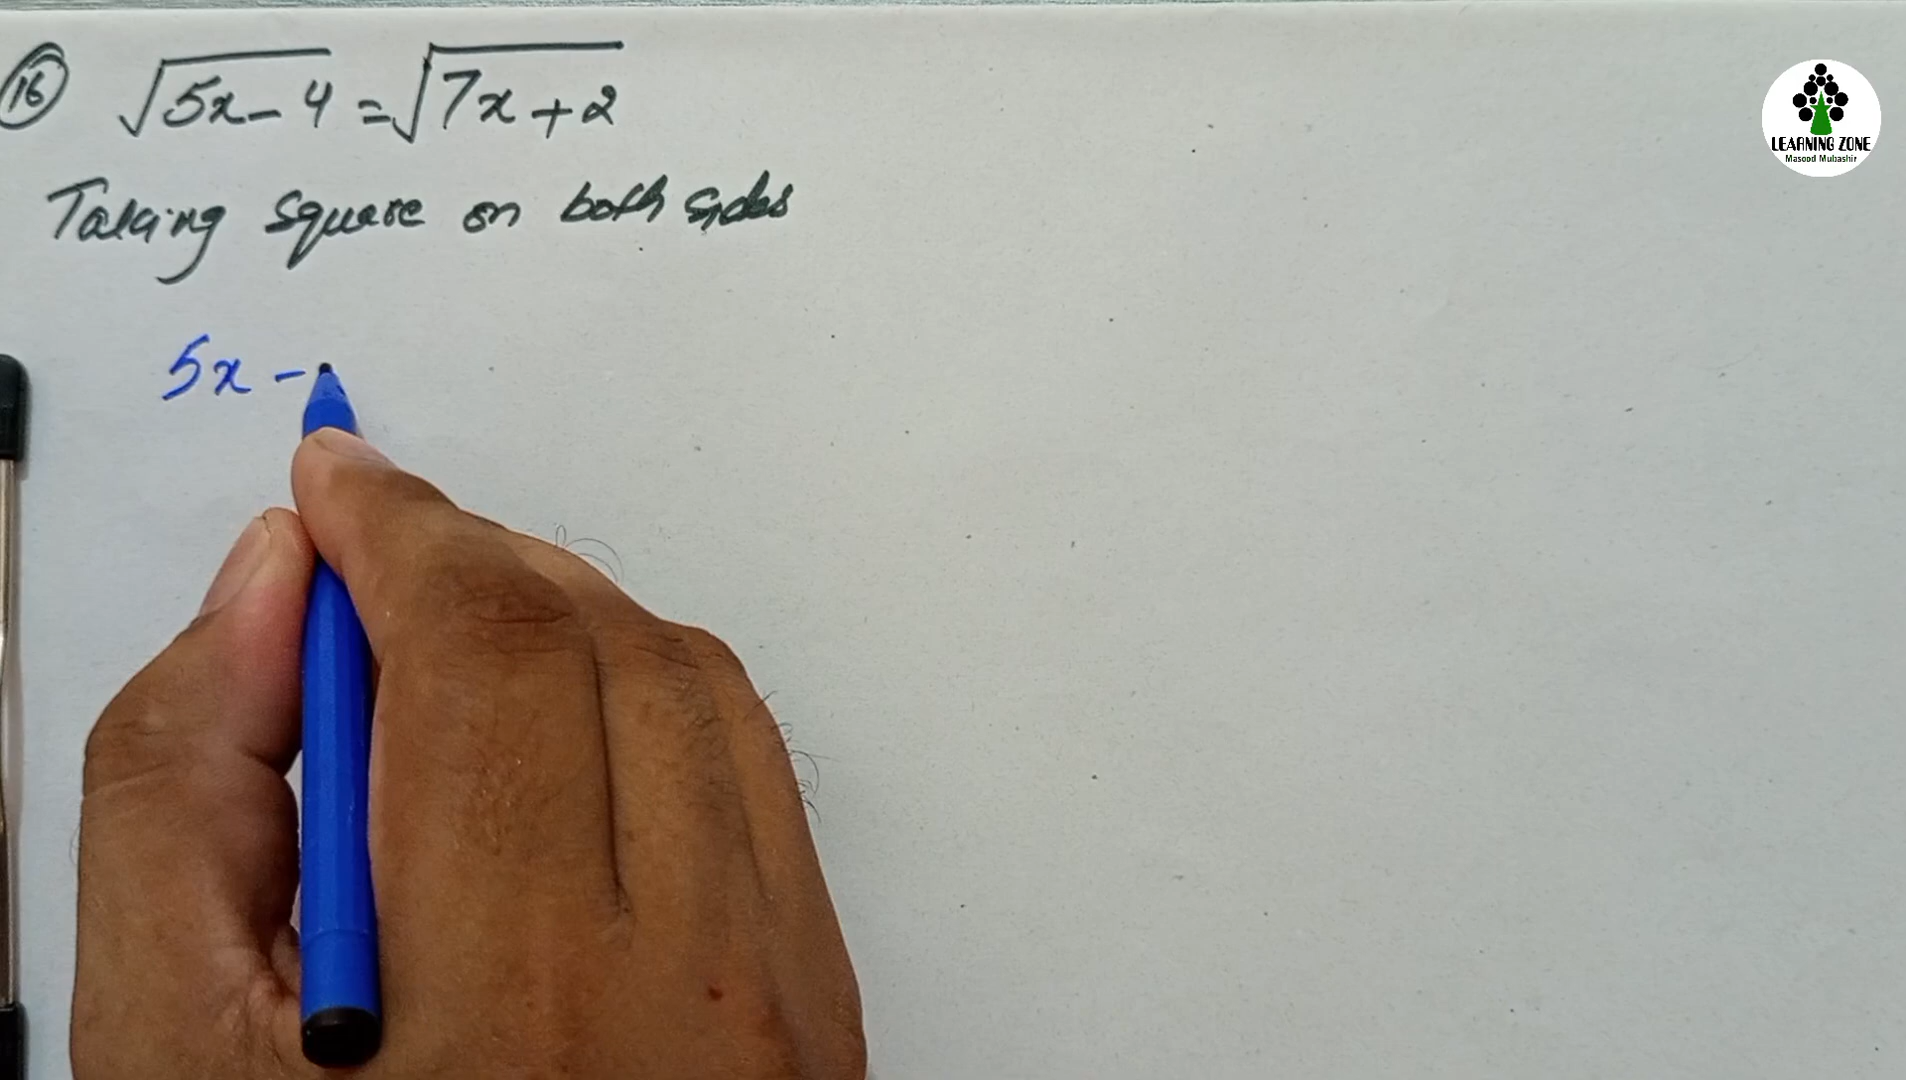 16 √5x-4 = √7x+2
Taking square on both sides
5x -
LEARNING ZONE
Masood Mubashir